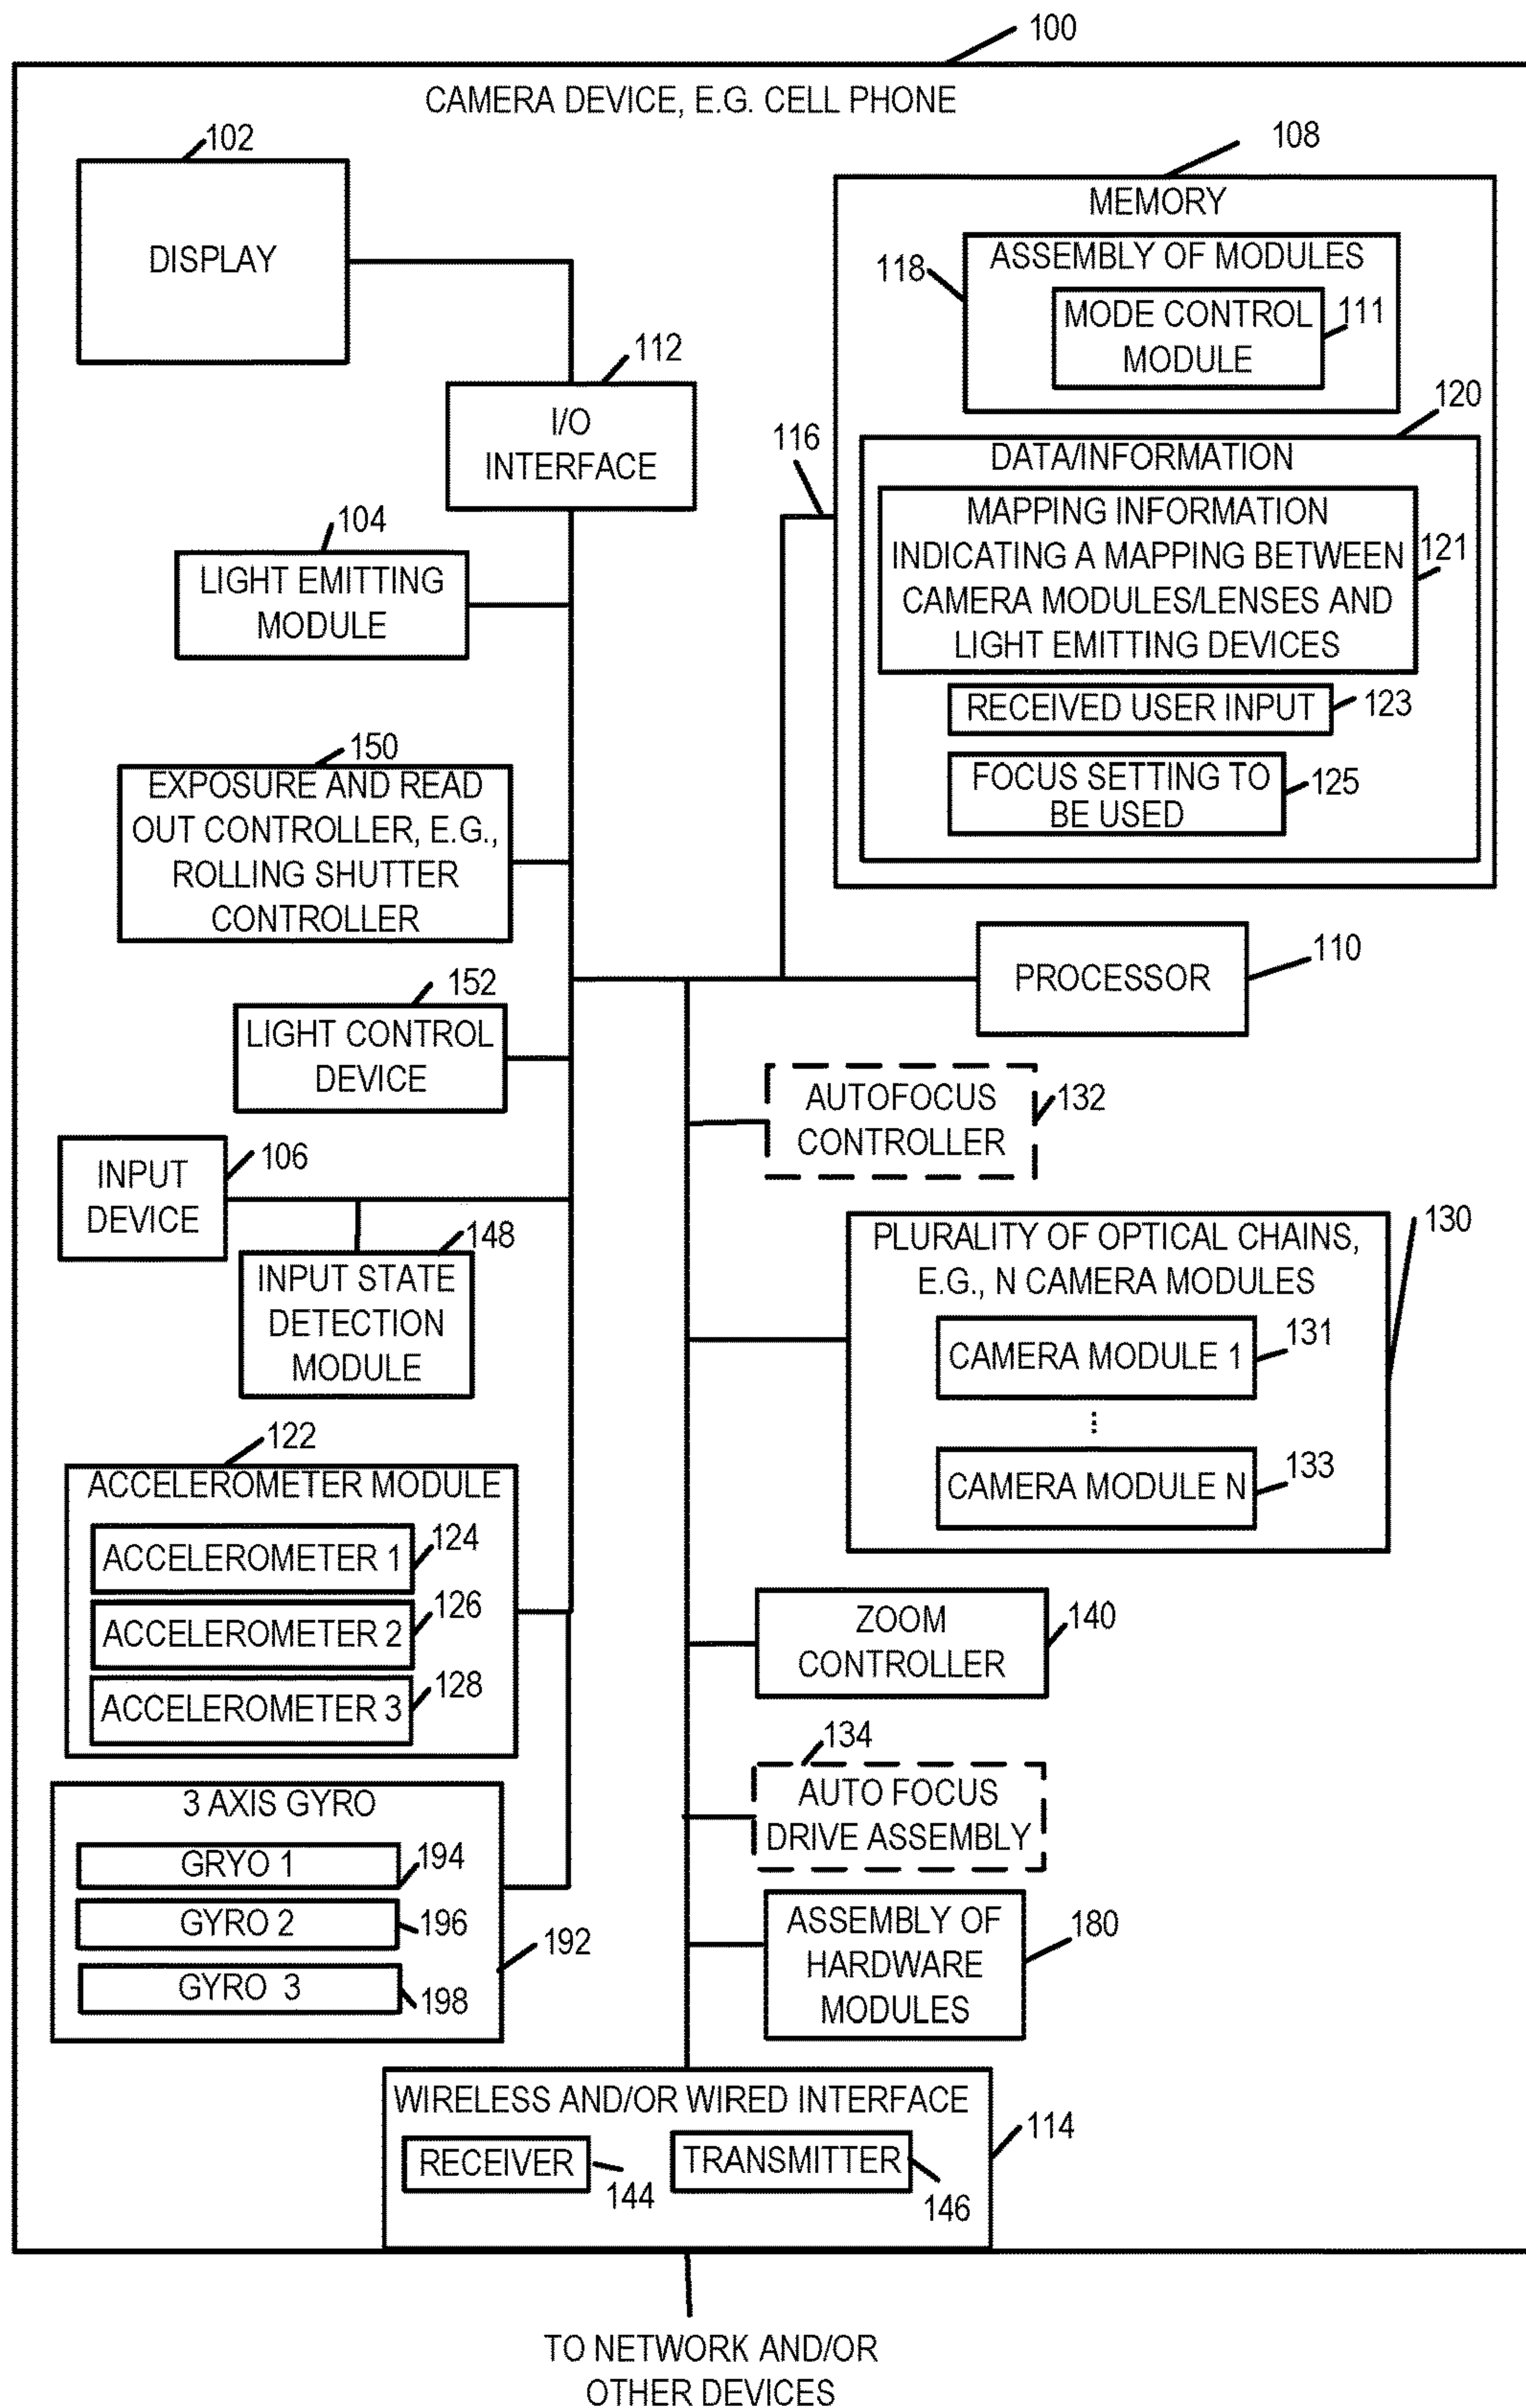 100
CAMERA DEVICE, E.G. CELL PHONE
102
DISPLAY
112
I/O
INTERFACE
104
LIGHT EMITTING
MODULE
150
EXPOSURE AND READ
OUT CONTROLLER, E.G.,
ROLLING SHUTTER
CONTROLLER
152
LIGHT CONTROL
DEVICE
INPUT
DEVICE
106
148
INPUT STATE
DETECTION
MODULE
122
ACCELEROMETER MODULE
ACCELEROMETER 1
124
ACCELEROMETER 2
126
ACCELEROMETER 3
128
3 AXIS GYRO
GRYO 1
194
GYRO 2
196
GYRO 3
198
192
108
MEMORY
118
ASSEMBLY OF MODULES
MODE CONTROL
MODULE
111
120
116
DATA/INFORMATION
MAPPING INFORMATION
INDICATING A MAPPING BETWEEN
CAMERA MODULES/LENSES AND
LIGHT EMITTING DEVICES
121
RECEIVED USER INPUT
123
FOCUS SETTING TO
BE USED
125
PROCESSOR
110
AUTOFOCUS
CONTROLLER
132
PLURALITY OF OPTICAL CHAINS,
E.G., N CAMERA MODULES
130
CAMERA MODULE 1
131
⋮
CAMERA MODULE N
133
ZOOM
CONTROLLER
140
134
AUTO FOCUS
DRIVE ASSEMBLY
ASSEMBLY OF
HARDWARE
MODULES
180
WIRELESS AND/OR WIRED INTERFACE
114
RECEIVER
144
TRANSMITTER
146
TO NETWORK AND/OR
OTHER DEVICES